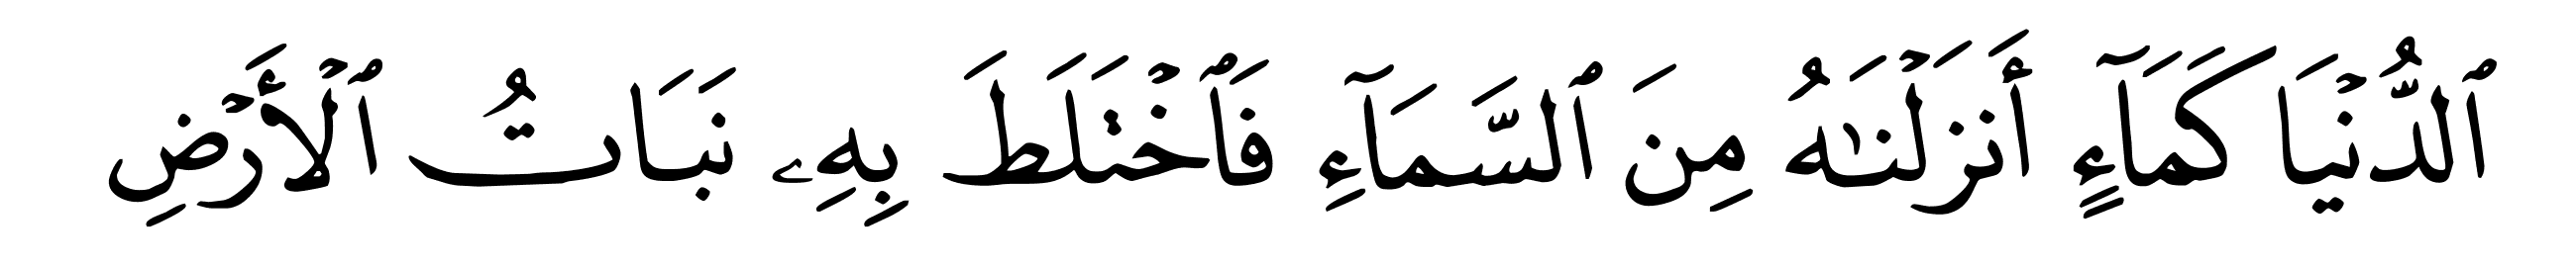 ٱلدُّنۡيَا كَمَآءٍ أَنزَلۡنَٰهُ مِنَ ٱلسَّمَآءِ فَٱخۡتَلَطَ بِهِۦ نَبَاتُ ٱلۡأَرۡضِ